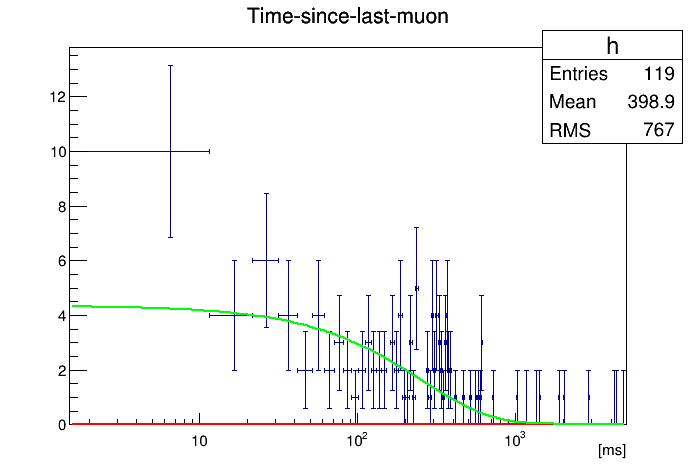 Time-since-last-muon
h
Entries 119
Mean 398.9
RMS 767
12
10
8
6
4
2
0
10 10² 10³
[ms]